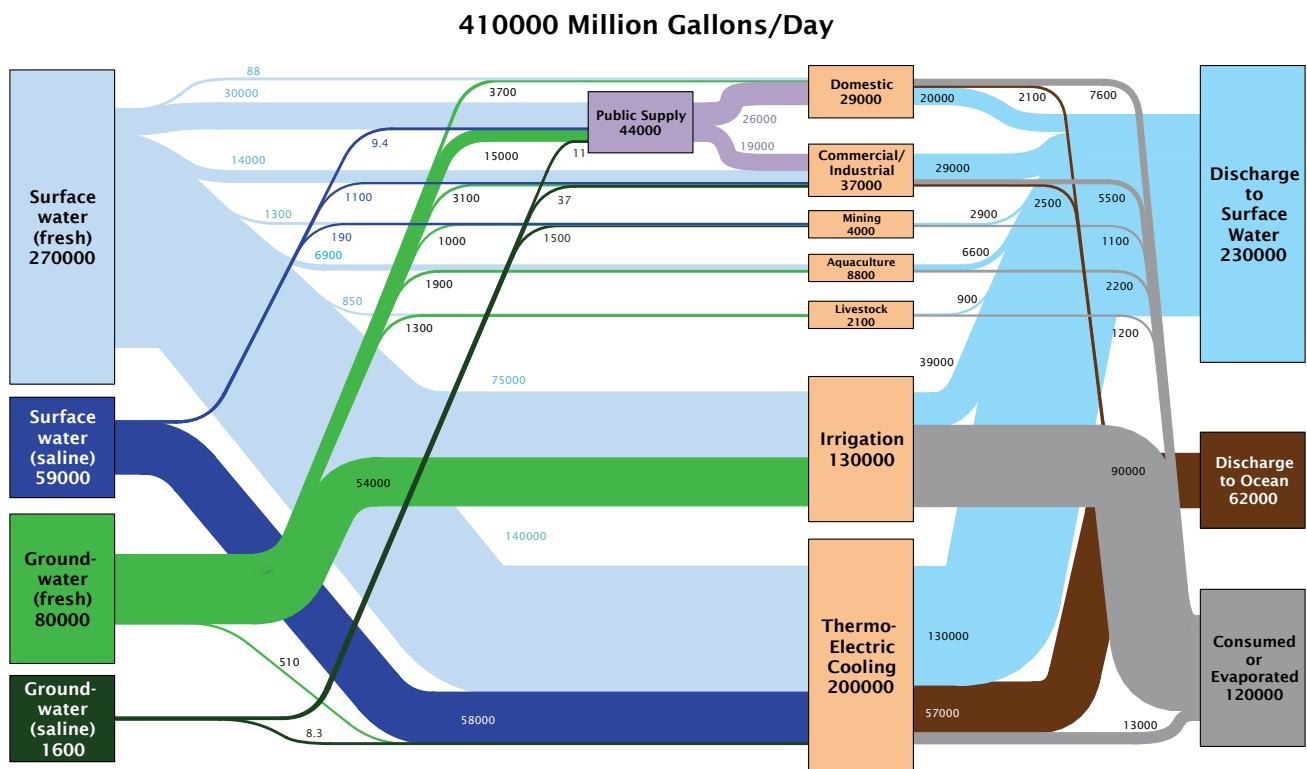 410000 Million Gallons/Day
Surface
water
(fresh)
270000
Surface
water
(saline)
59000
Ground-
water
(fresh)
80000
Ground-
water
(saline)
1600
88
30000
14000
1300
6900
850
75000
140000
9.4
1100
190
58000
3700
15000
3100
1000
1900
1300
54000
510
11
37
1500
8.3
Public Supply
44000
26000
19000
Domestic
29000
Commercial/
Industrial
37000
Mining
4000
Aquaculture
8800
Livestock
2100
Irrigation
130000
Thermo-
Electric
Cooling
200000
20000
2100
7600
29000
2500
5500
2900
1100
6600
2200
900
1200
39000
90000
130000
57000
13000
Discharge
to
Surface
Water
230000
Discharge
to Ocean
62000
Consumed
or
Evaporated
120000